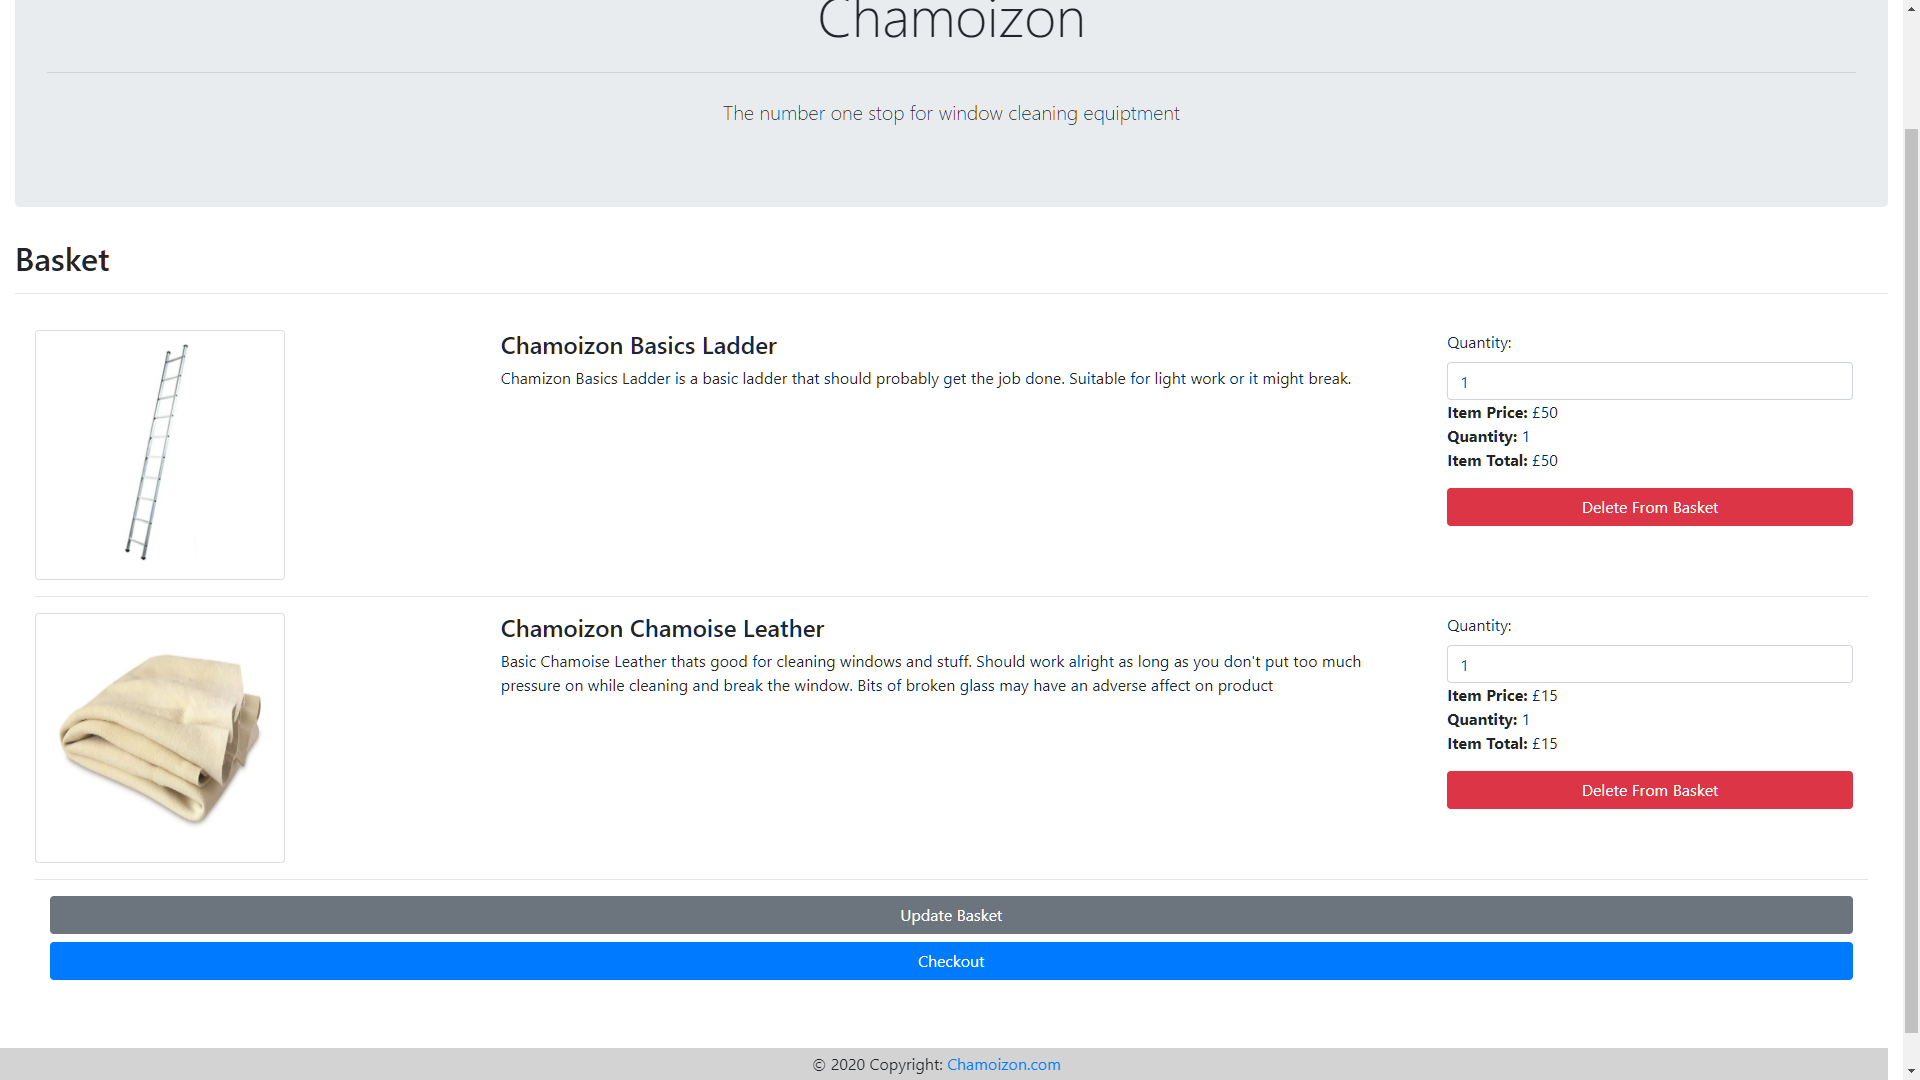 Chamoizon
The number one stop for window cleaning equiptment
Basket
Chamoizon Basics Ladder
Chamizon Basics Ladder is a basic ladder that should probably get the job done. Suitable for light work or it might break.
Quantity:
1
Item Price: £50
Quantity: 1
Item Total: £50
Delete From Basket
Chamoizon Chamoise Leather
Basic Chamoise Leather thats good for cleaning windows and stuff. Should work alright as long as you don't put too much
pressure on while cleaning and break the window. Bits of broken glass may have an adverse affect on product
Quantity:
1
Item Price: £15
Quantity: 1
Item Total: £15
Delete From Basket
Update Basket
Checkout
© 2020 Copyright: Chamoizon.com